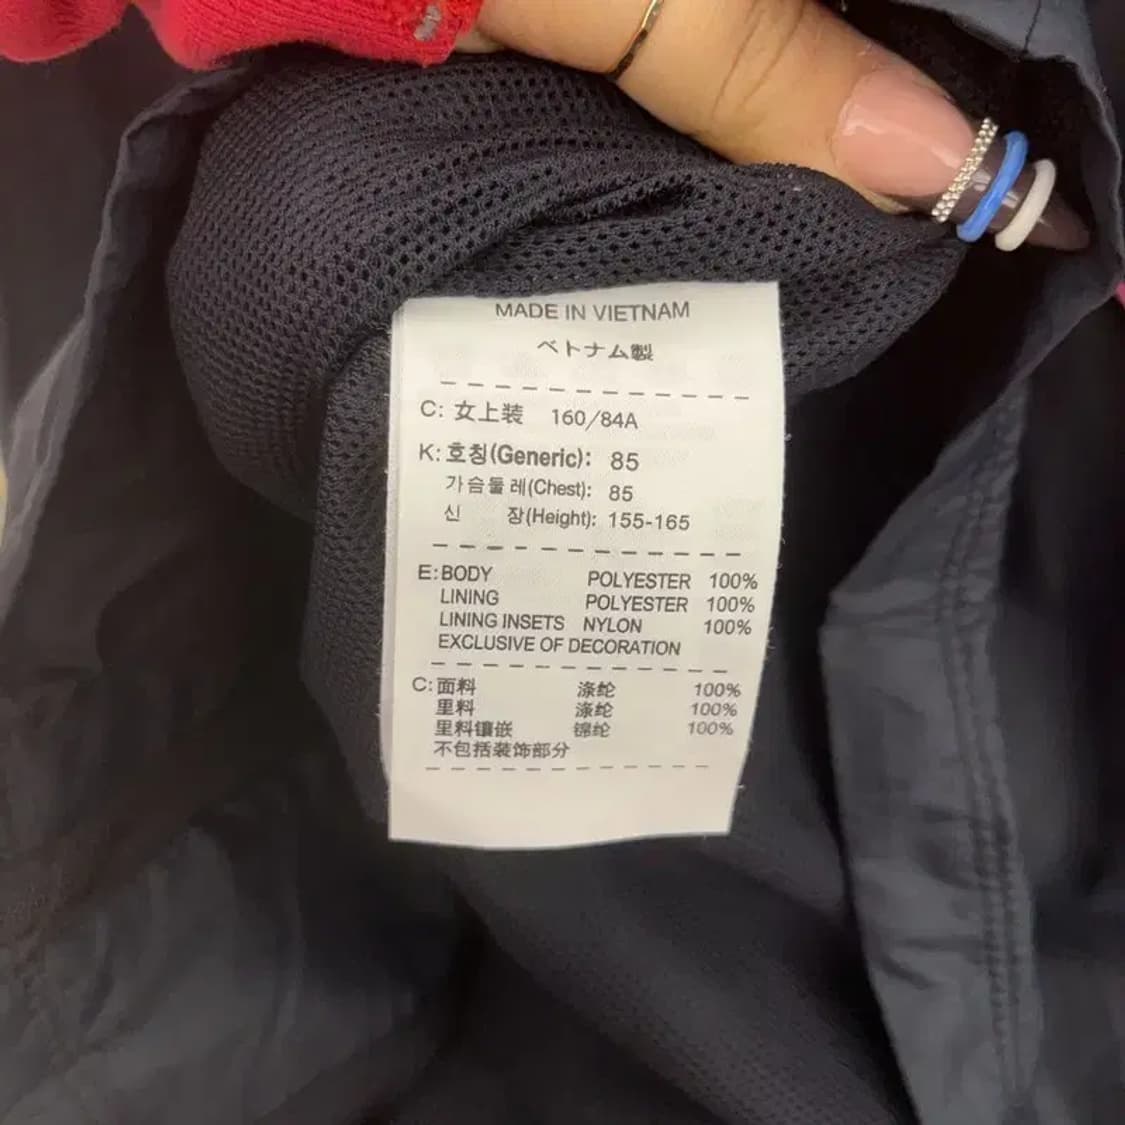 MADE IN VIETNAM
ベトナム製
C: 女上装 160/84A
K: 호칭(Generic): 85
가슴둘레(Chest): 85
신 장(Height): 155-165
E: BODY POLYESTER 100%
LINING POLYESTER 100%
LINING INSETS NYLON 100%
EXCLUSIVE OF DECORATION
C: 面料 涤纶 100%
里料 涤纶 100%
里料镶嵌 锦纶 100%
不包括装饰部分